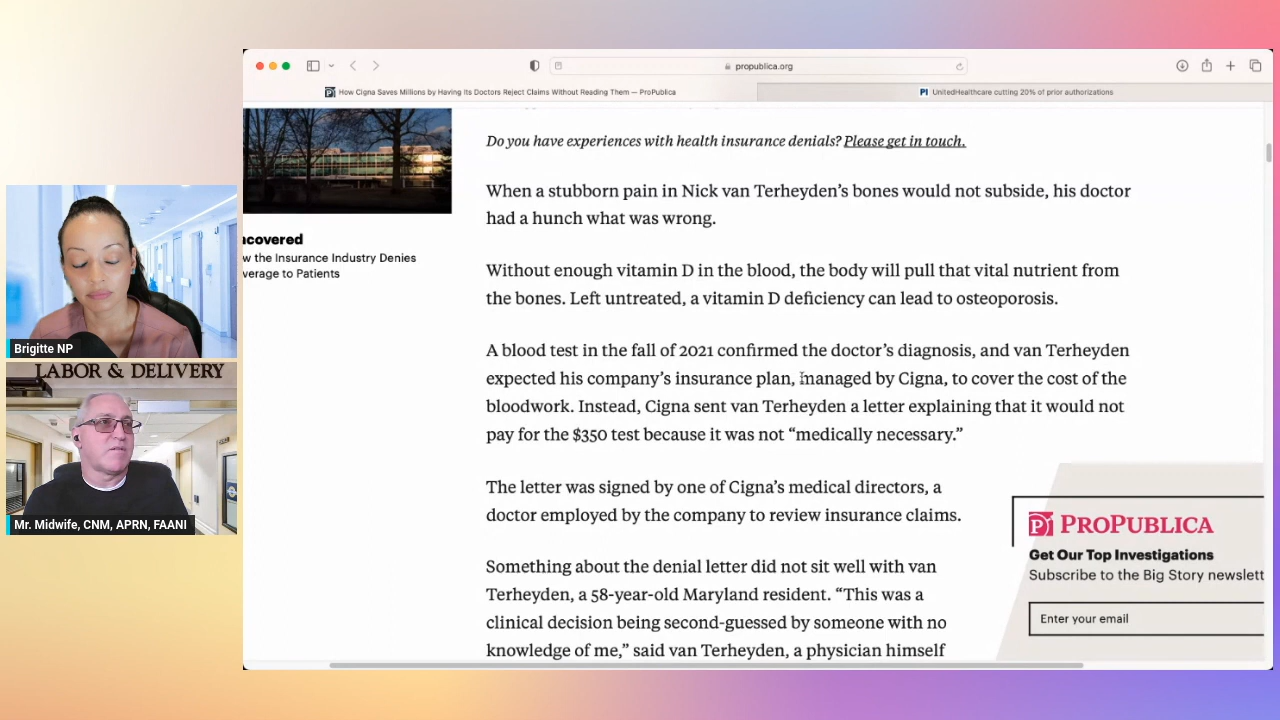 propublica.org
How Cigna Saves Millions by Having Its Doctors Reject Claims Without Reading Them — ProPublica
UnitedHealthcare cutting 20% of prior authorizations
Do you have experiences with health insurance denials? Please get in touch.
When a stubborn pain in Nick van Terheyden’s bones would not subside, his doctor
had a hunch what was wrong.
ncovered
w the Insurance Industry Denies
verage to Patients
Without enough vitamin D in the blood, the body will pull that vital nutrient from
the bones. Left untreated, a vitamin D deficiency can lead to osteoporosis.
A blood test in the fall of 2021 confirmed the doctor’s diagnosis, and van Terheyden
expected his company’s insurance plan, managed by Cigna, to cover the cost of the
bloodwork. Instead, Cigna sent van Terheyden a letter explaining that it would not
pay for the $350 test because it was not “medically necessary.”
The letter was signed by one of Cigna’s medical directors, a
doctor employed by the company to review insurance claims.
Something about the denial letter did not sit well with van
Terheyden, a 58-year-old Maryland resident. “This was a
clinical decision being second-guessed by someone with no
knowledge of me,” said van Terheyden, a physician himself
PROPUBLICA
Get Our Top Investigations
Subscribe to the Big Story newslett
Enter your email
Brigitte NP
LABOR & DELIVERY
Mr. Midwife, CNM, APRN, FAANI